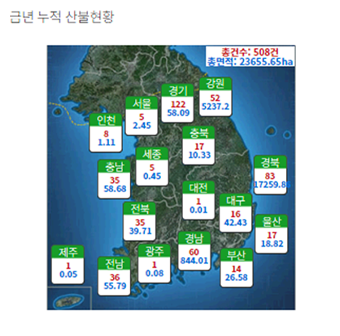 금년 누적 산불현황
총건수: 508건
총면적: 23655.65ha
강원
52
5237.2
경기
122
58.09
서울
5
2.45
인천
8
1.11
충북
17
10.33
세종
5
0.45
충남
35
58.68
경북
83
17259.8
대전
1
0.01
대구
16
42.43
전북
35
39.71
울산
17
18.82
경남
60
844.01
부산
14
26.58
광주
1
0.08
제주
1
0.05
전남
36
55.79